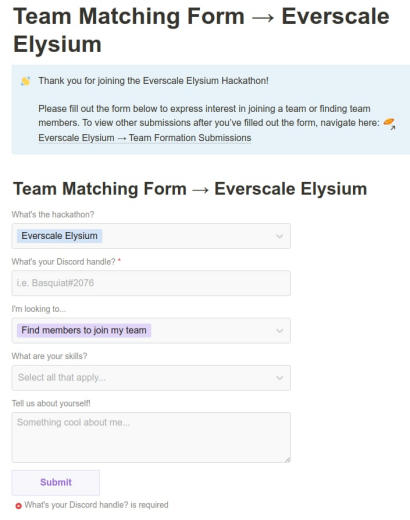 Team Matching Form → Everscale
Elysium
Thank you for joining the Everscale Elysium Hackathon!
Please fill out the form below to express interest in joining a team or finding team
members. To view other submissions after you've filled out the form, navigate here:
Everscale Elysium → Team Formation Submissions
Team Matching Form → Everscale Elysium
What's the hackathon?
Everscale Elysium
What's your Discord handle? *
i.e. Basquiat#2076
I'm looking to...
Find members to join my team
What are your skills?
Select all that apply...
Tell us about yourself!
Something cool about me...
Submit
What's your Discord handle? is required